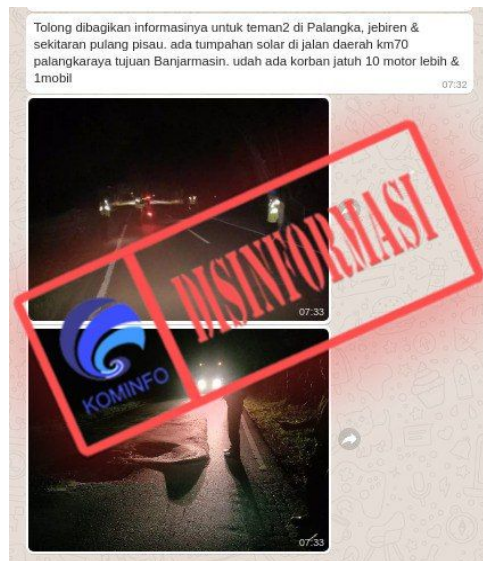 Tolong dibagikan informasinya untuk teman2 di Palangka, jebiren &
sekitaran pulang pisau. ada tumpahan solar di jalan daerah km70
palangkaraya tujuan Banjarmasin. udah ada korban jatuh 10 motor lebih &
1mobil
07:32
DISINFORMASI
KOMINFO
07:33
07:33